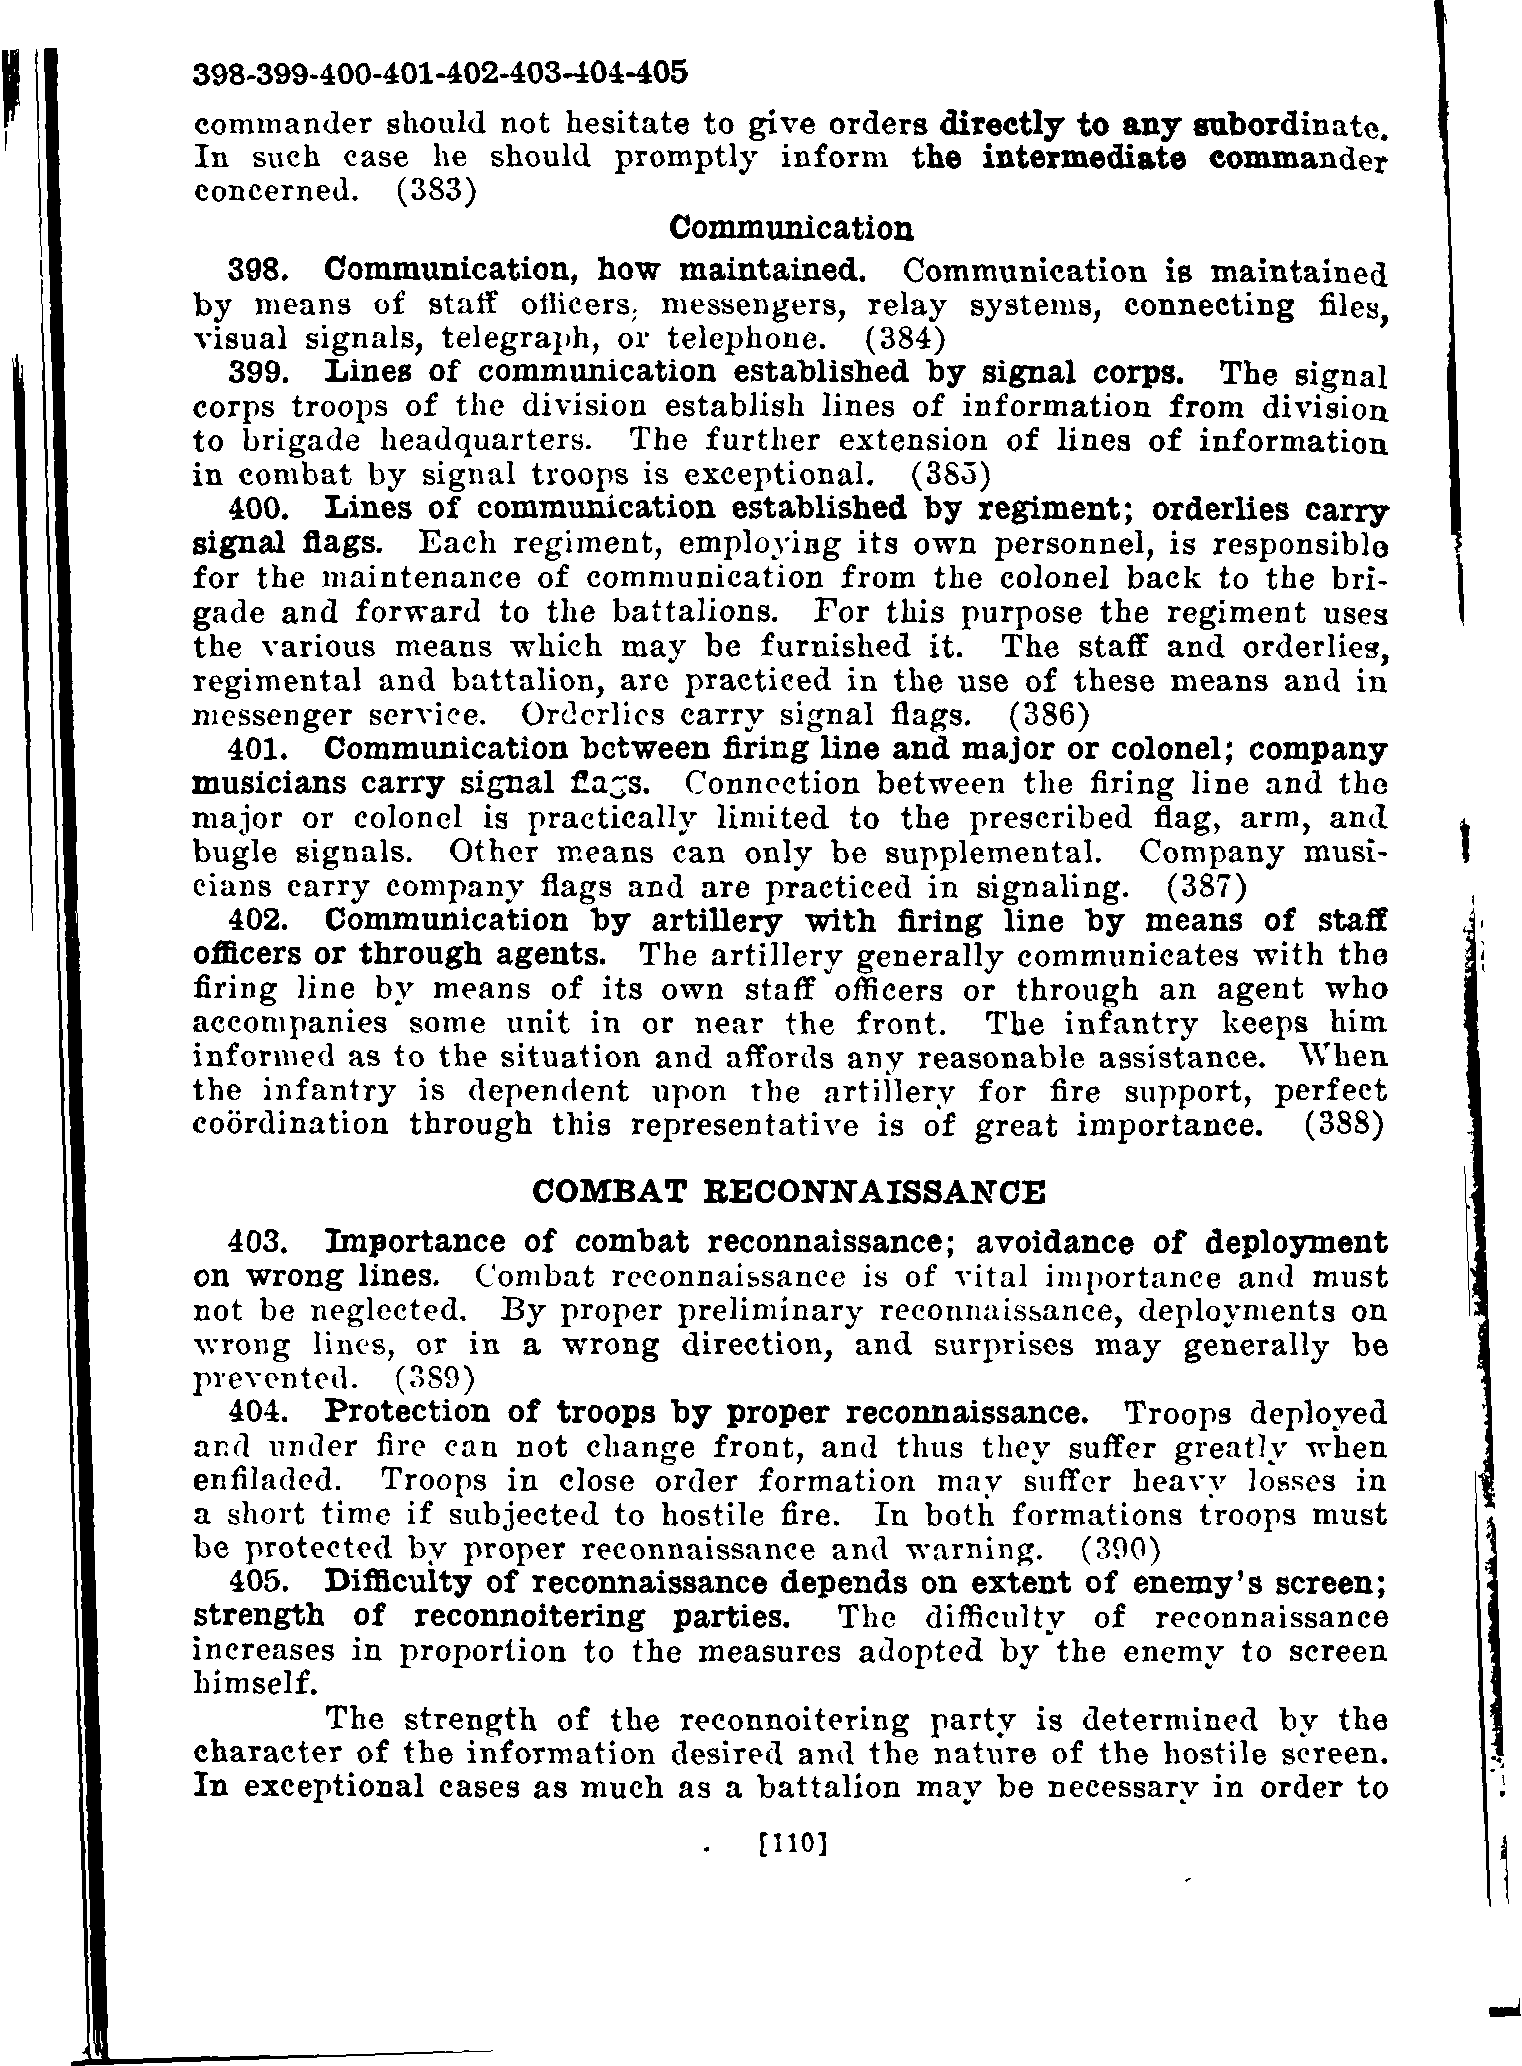 398-399-400-401-402-403-404-405
commander should not hesitate to give orders directly to any subordinate.
In such case he should promptly inform the intermediate commander
concerned. (383)
Communication
398. Communication, how maintained. Communication is maintained
by means of staff officers, messengers, relay systems, connecting files,
visual signals, telegraph, or telephone. (384)
399. Lines of communication established by signal corps. The signal
corps troops of the division establish lines of information from division
to brigade headquarters. The further extension of lines of information
in combat by signal troops is exceptional. (385)
400. Lines of communication established by regiment; orderlies carry
signal flags. Each regiment, employing its own personnel, is responsible
for the maintenance of communication from the colonel back to the bri-
gade and forward to the battalions. For this purpose the regiment uses
the various means which may be furnished it. The staff and orderlies,
regimental and battalion, are practiced in the use of these means and in
messenger service. Orderlies carry signal flags. (386)
401. Communication between firing line and major or colonel; company
musicians carry signal flags. Connection between the firing line and the
major or colonel is practically limited to the prescribed flag, arm, and
bugle signals. Other means can only be supplemental. Company musi-
cians carry company flags and are practiced in signaling. (387)
402. Communication by artillery with firing line by means of staff
officers or through agents. The artillery generally communicates with the
firing line by means of its own staff officers or through an agent who
accompanies some unit in or near the front. The infantry keeps him
informed as to the situation and affords any reasonable assistance. When
the infantry is dependent upon the artillery for fire support, perfect
coördination through this representative is of great importance. (388)
COMBAT RECONNAISSANCE
403. Importance of combat reconnaissance; avoidance of deployment
on wrong lines. Combat reconnaissance is of vital importance and must
not be neglected. By proper preliminary reconnaissance, deployments on
wrong lines, or in a wrong direction, and surprises may generally be
prevented. (389)
404. Protection of troops by proper reconnaissance. Troops deployed
and under fire can not change front, and thus they suffer greatly when
enfiladed. Troops in close order formation may suffer heavy losses in
a short time if subjected to hostile fire. In both formations troops must
be protected by proper reconnaissance and warning. (390)
405. Difficulty of reconnaissance depends on extent of enemy's screen;
strength of reconnoitering parties. The difficulty of reconnaissance
increases in proportion to the measures adopted by the enemy to screen
himself.
The strength of the reconnoitering party is determined by the
character of the information desired and the nature of the hostile screen.
In exceptional cases as much as a battalion may be necessary in order to
[110]